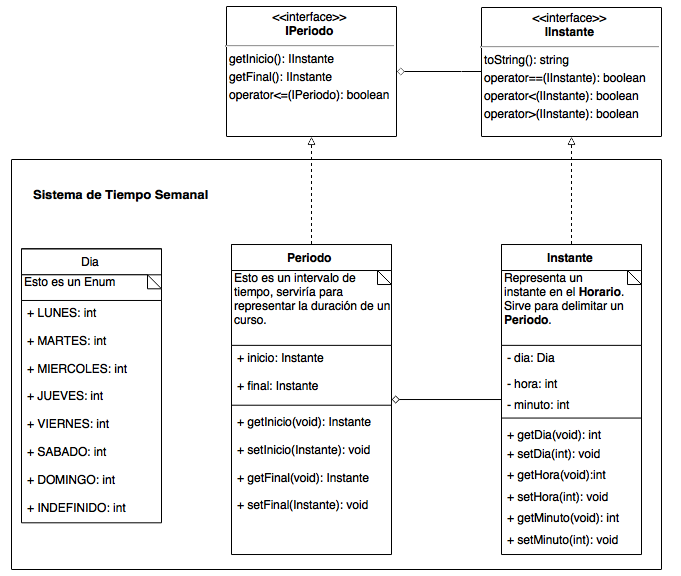 <<interface>>
IPeriodo
getInicio(): IInstante
getFinal(): IInstante
operator<=(IPeriodo): boolean
<<interface>>
IInstante
toString(): string
operator==(IInstante): boolean
operator<(IInstante): boolean
operator>(IInstante): boolean
Sistema de Tiempo Semanal
Dia
Esto es un Enum
+ LUNES: int
+ MARTES: int
+ MIERCOLES: int
+ JUEVES: int
+ VIERNES: int
+ SABADO: int
+ DOMINGO: int
+ INDEFINIDO: int
Periodo
Esto es un intervalo de
tiempo, serviría para
representar la duración de un
curso.
+ inicio: Instante
+ final: Instante
+ getInicio(void): Instante
+ setInicio(Instante): void
+ getFinal(void): Instante
+ setFinal(Instante): void
Instante
Representa un
instante en el Horario.
Sirve para delimitar un
Periodo.
- dia: Dia
- hora: int
- minuto: int
+ getDia(void): int
+ setDia(int): void
+ getHora(void):int
+ setHora(int): void
+ getMinuto(void): int
+ setMinuto(int): void